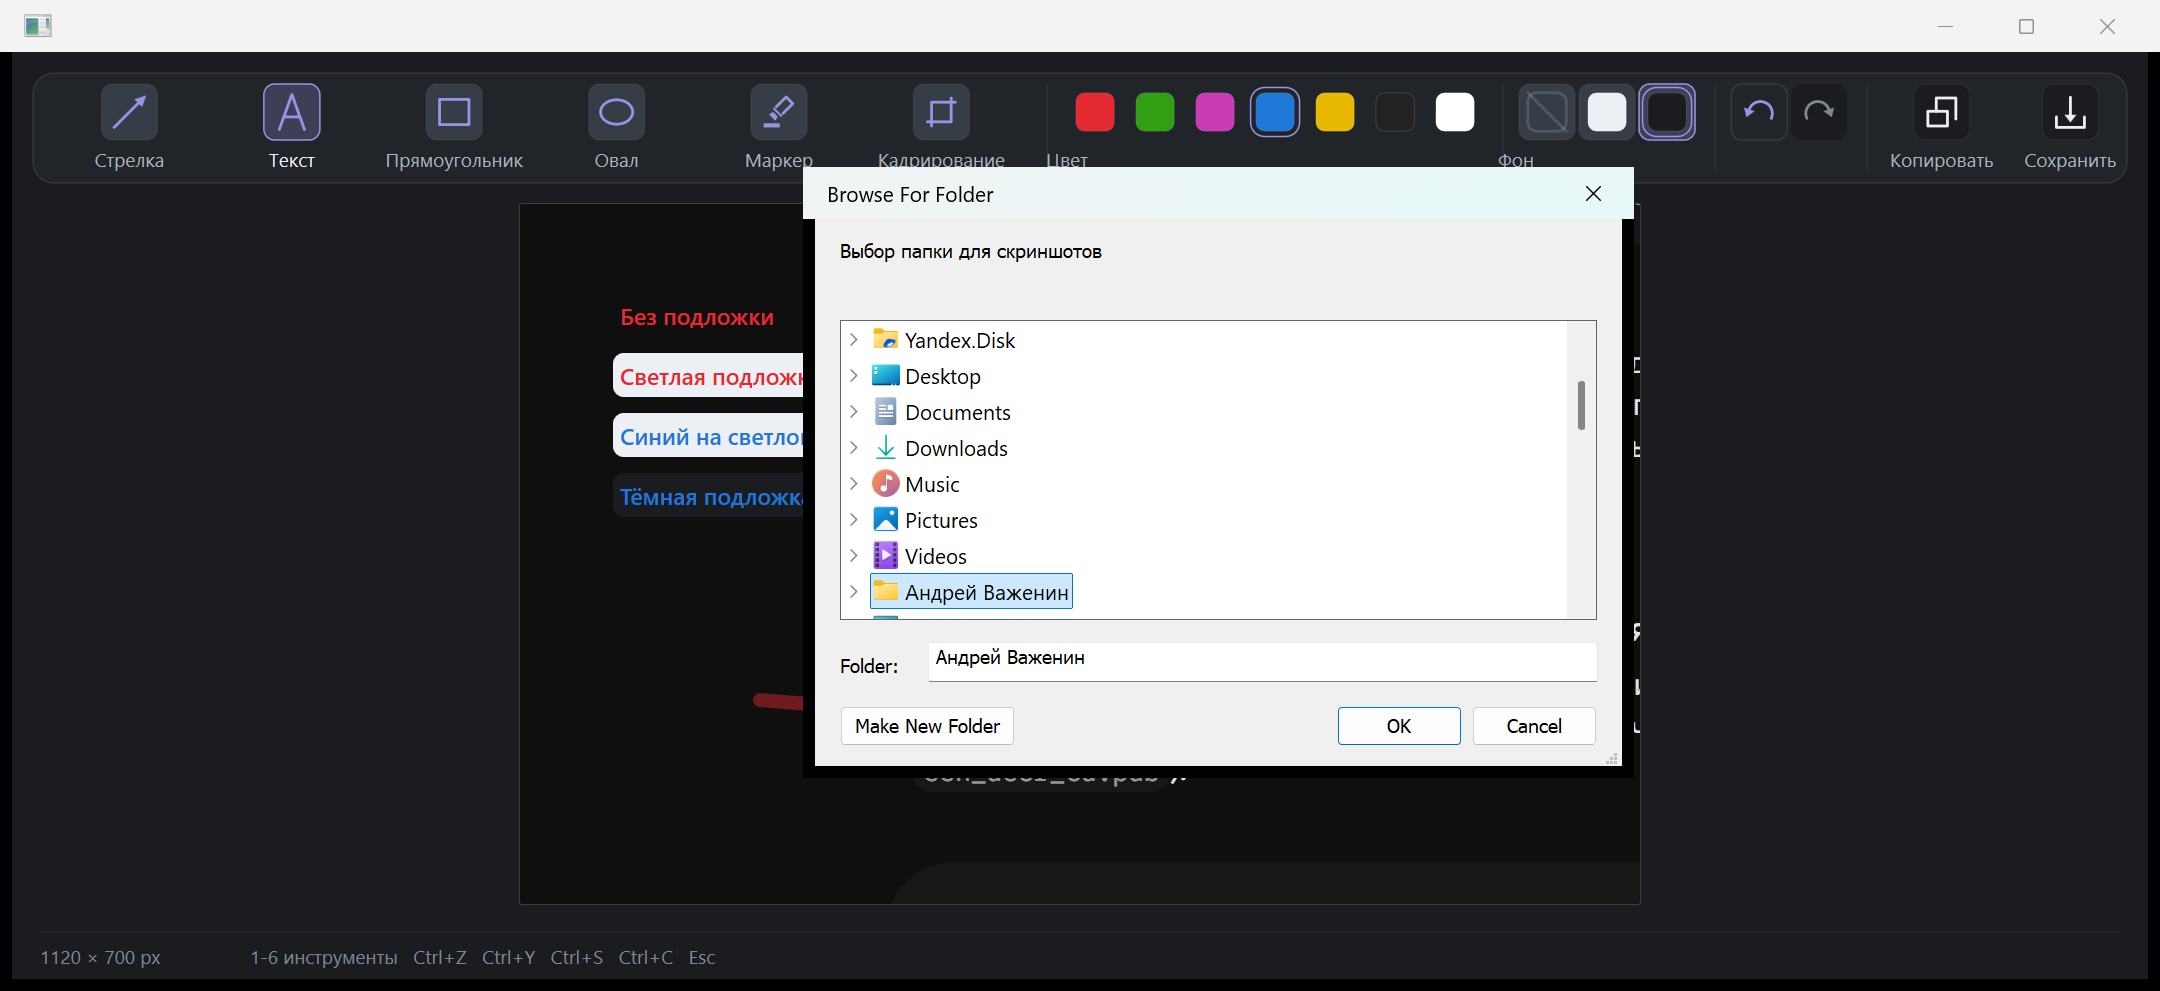 Стрелка
Текст
Прямоугольник
Овал
Маркер
Кадрирование
Цвет
Фон
Копировать
Сохранить
Browse For Folder
Выбор папки для скриншотов
Без подложки
Светлая подложк
Синий на светло
Тёмная подложка
Yandex.Disk
Desktop
Documents
Downloads
Music
Pictures
Videos
Андрей Важенин
Folder:
Андрей Важенин
Make New Folder
OK
Cancel
1120 × 700 px
1-6 инструменты Ctrl+Z Ctrl+Y Ctrl+S Ctrl+C Esc